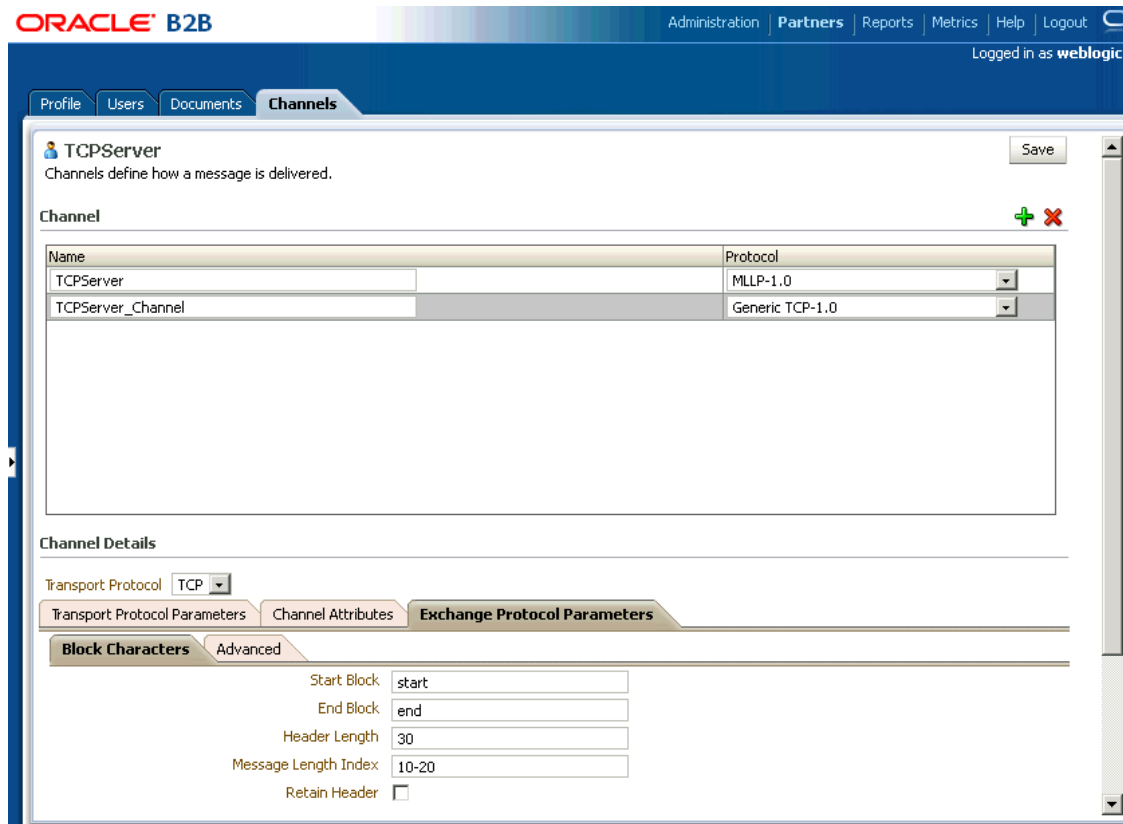 ORACLE B2B
Administration | Partners | Reports | Metrics | Help | Logout
Logged in as weblogic
Profile Users Documents Channels
TCPServer Save
Channels define how a message is delivered.
Channel
Name Protocol
TCPServer MLLP-1.0
TCPServer_Channel Generic TCP-1.0
Channel Details
Transport Protocol TCP
Transport Protocol Parameters Channel Attributes Exchange Protocol Parameters
Block Characters Advanced
Start Block start
End Block end
Header Length 30
Message Length Index 10-20
Retain Header